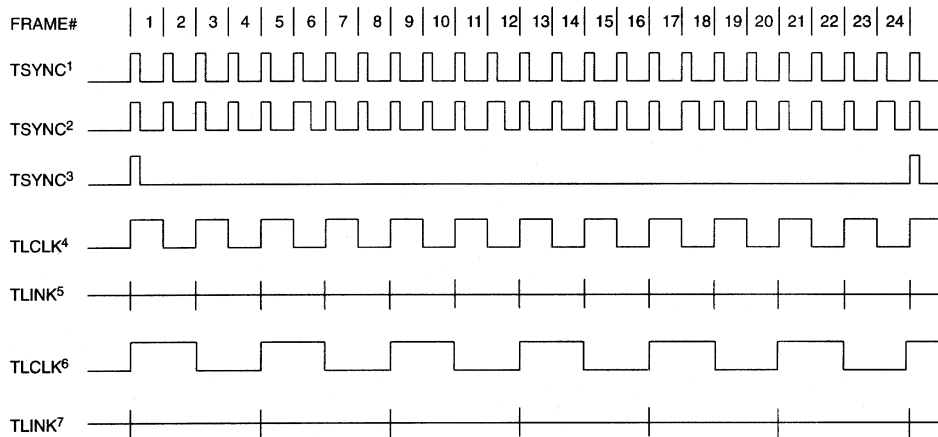 FRAME# 1 2 3 4 5 6 7 8 9 10 11 12 13 14 15 16 17 18 19 20 21 22 23 24
TSYNC¹
TSYNC²
TSYNC³
TLCLK⁴
TLINK⁵
TLCLK⁶
TLINK⁷